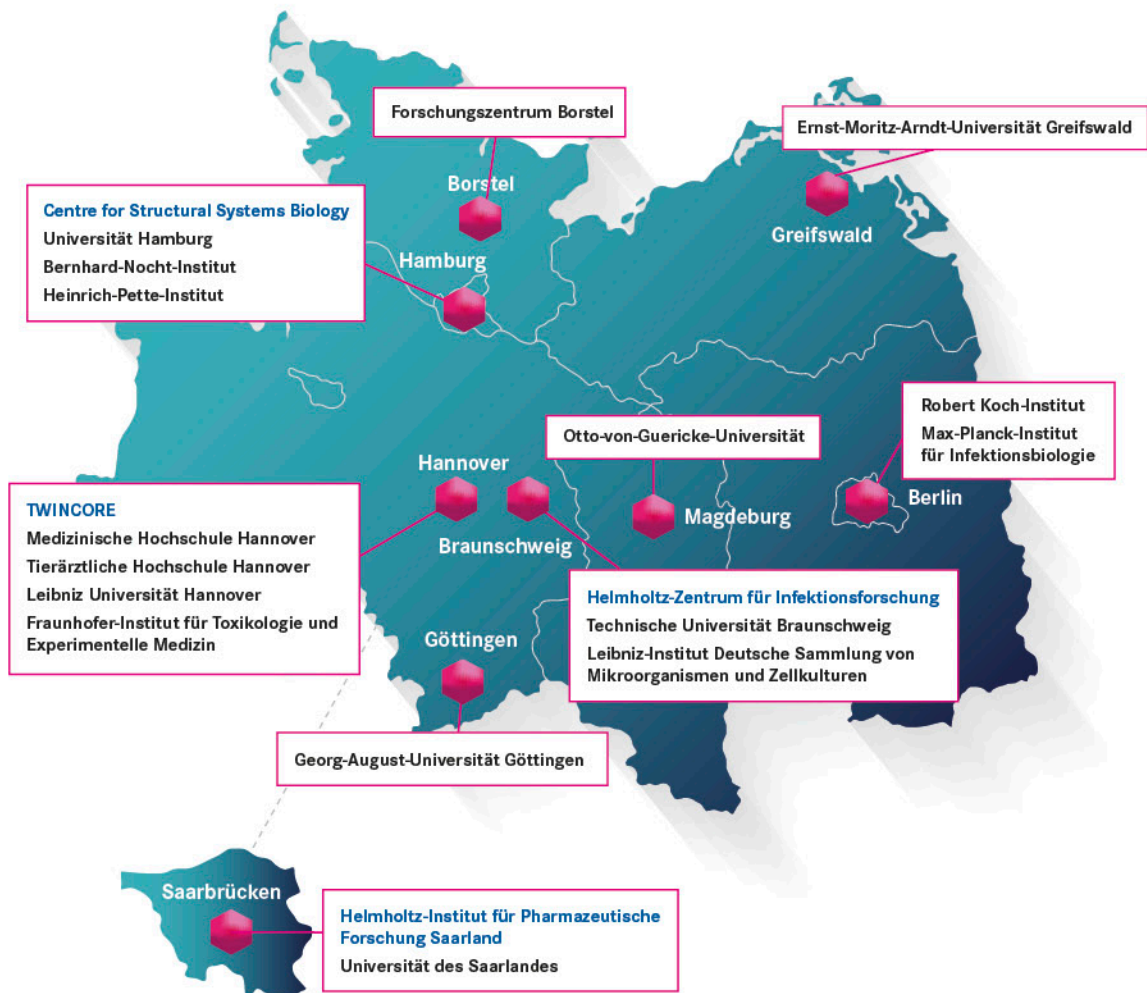 Forschungszentrum Borstel
Ernst-Moritz-Arndt-Universität Greifswald
Borstel
Greifswald
Centre for Structural Systems Biology
Universität Hamburg
Bernhard-Nocht-Institut
Heinrich-Pette-Institut
Hamburg
Robert Koch-Institut
Max-Planck-Institut
für Infektionsbiologie
Otto-von-Guericke-Universität
Hannover
Berlin
Magdeburg
Braunschweig
TWINCORE
Medizinische Hochschule Hannover
Tierärztliche Hochschule Hannover
Leibniz Universität Hannover
Fraunhofer-Institut für Toxikologie und
Experimentelle Medizin
Helmholtz-Zentrum für Infektionsforschung
Technische Universität Braunschweig
Leibniz-Institut Deutsche Sammlung von
Mikroorganismen und Zellkulturen
Göttingen
Georg-August-Universität Göttingen
Saarbrücken
Helmholtz-Institut für Pharmazeutische
Forschung Saarland
Universität des Saarlandes